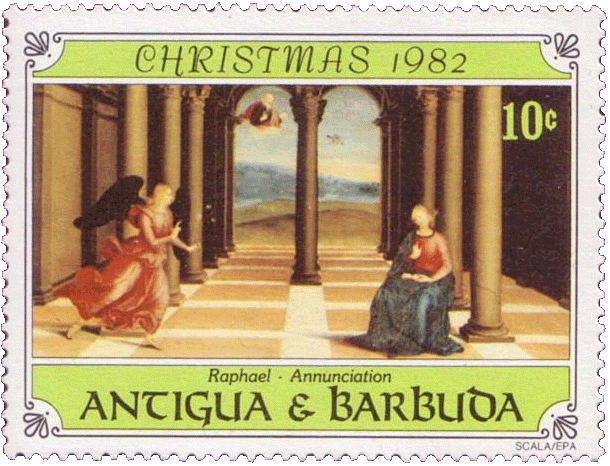 CHRISTMAS 1982
10¢
Raphael · Annunciation
ANTIGUA & BARBUDA
SCALA/EPA